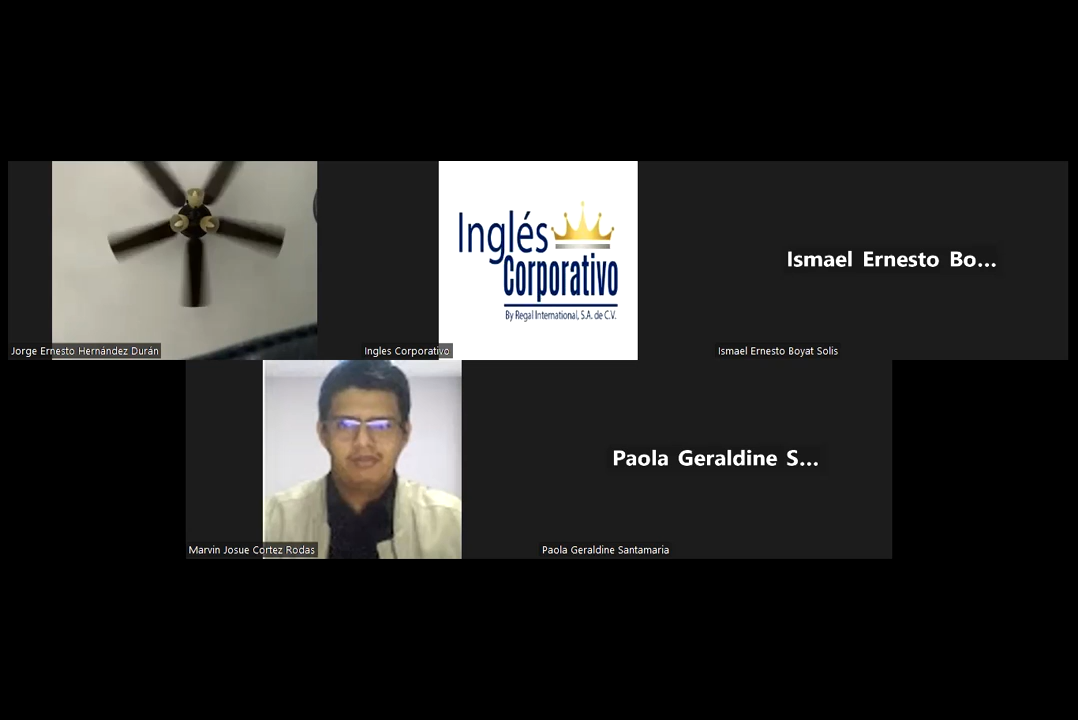 Inglés
Corporativo
By Regal International, S.A. de C.V.
Ismael Ernesto Bo...
Jorge Ernesto Hernández Durán
Ingles Corporativo
Ismael Ernesto Boyat Solis
Paola Geraldine S...
Marvin Josue Cortez Rodas
Paola Geraldine Santamaria